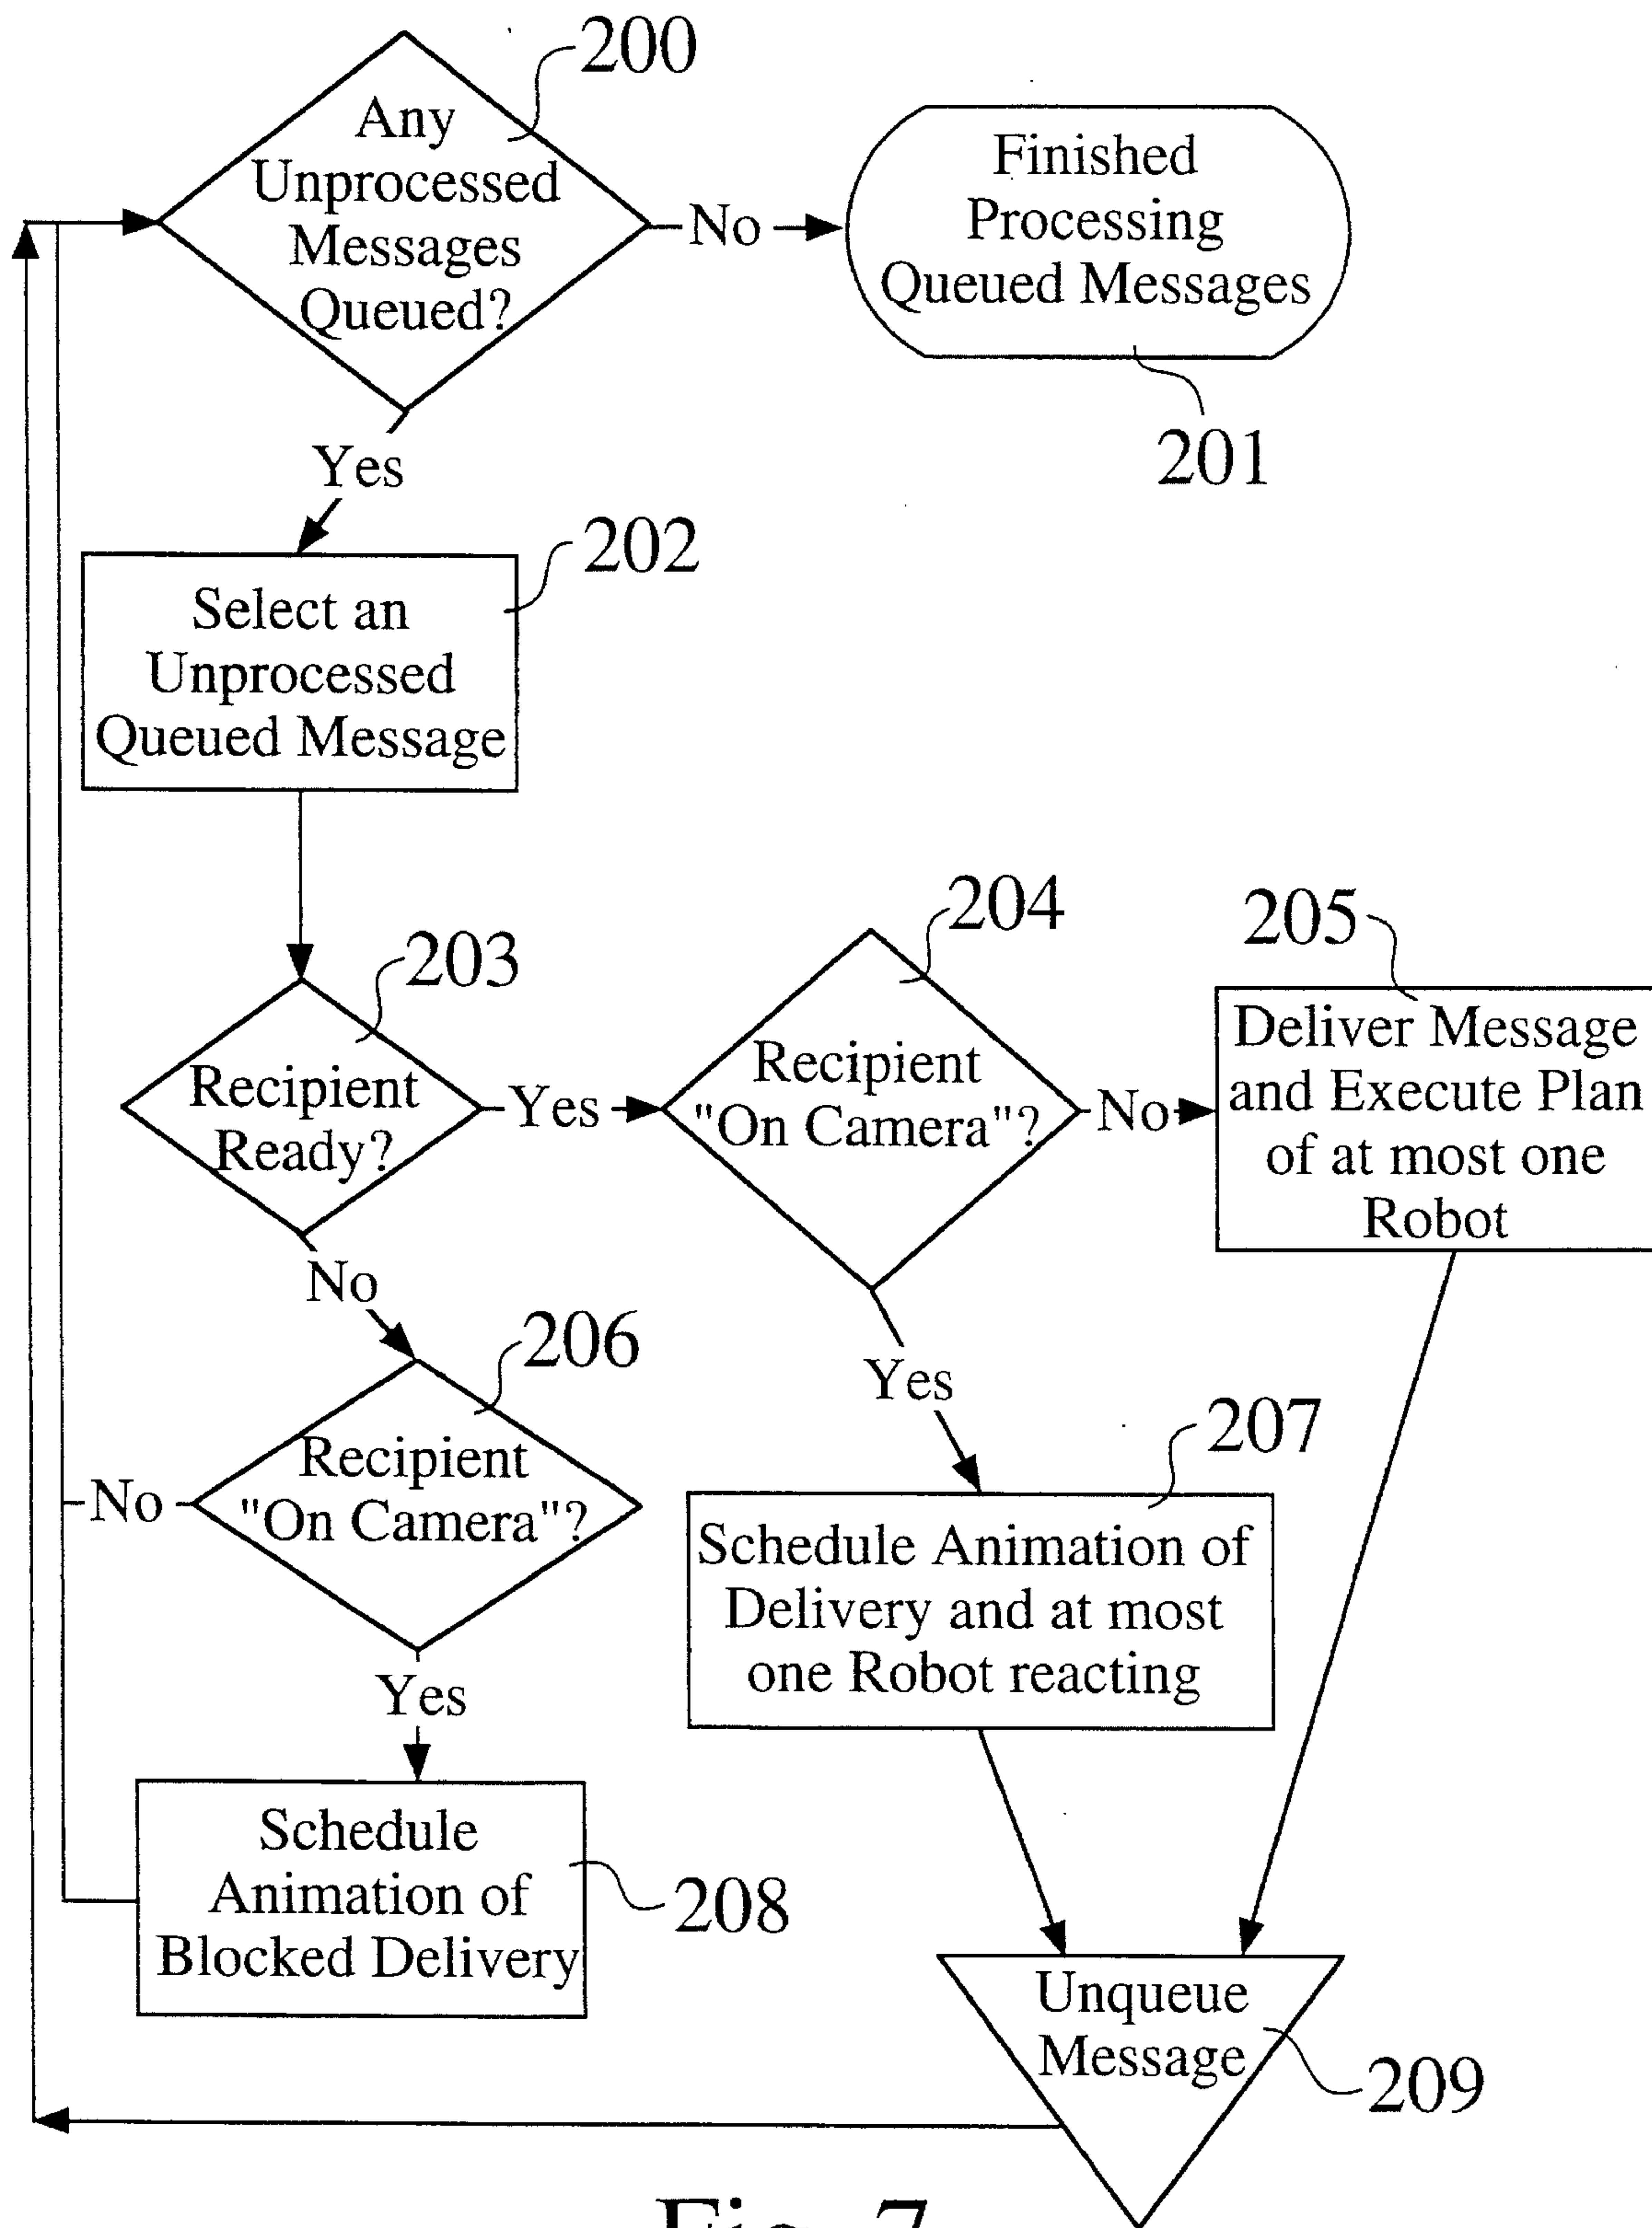 200
Any
Unprocessed
Messages
Queued?
No
Finished
Processing
Queued Messages
201
Yes
202
Select an
Unprocessed
Queued Message
203
Recipient
Ready?
Yes
204
Recipient
"On Camera"?
No
205
Deliver Message
and Execute Plan
of at most one
Robot
No
206
Recipient
"On Camera"?
No
Yes
207
Schedule Animation of
Delivery and at most
one Robot reacting
Yes
Schedule
Animation of
Blocked Delivery
208
Unqueue
Message
209
Fig. 7